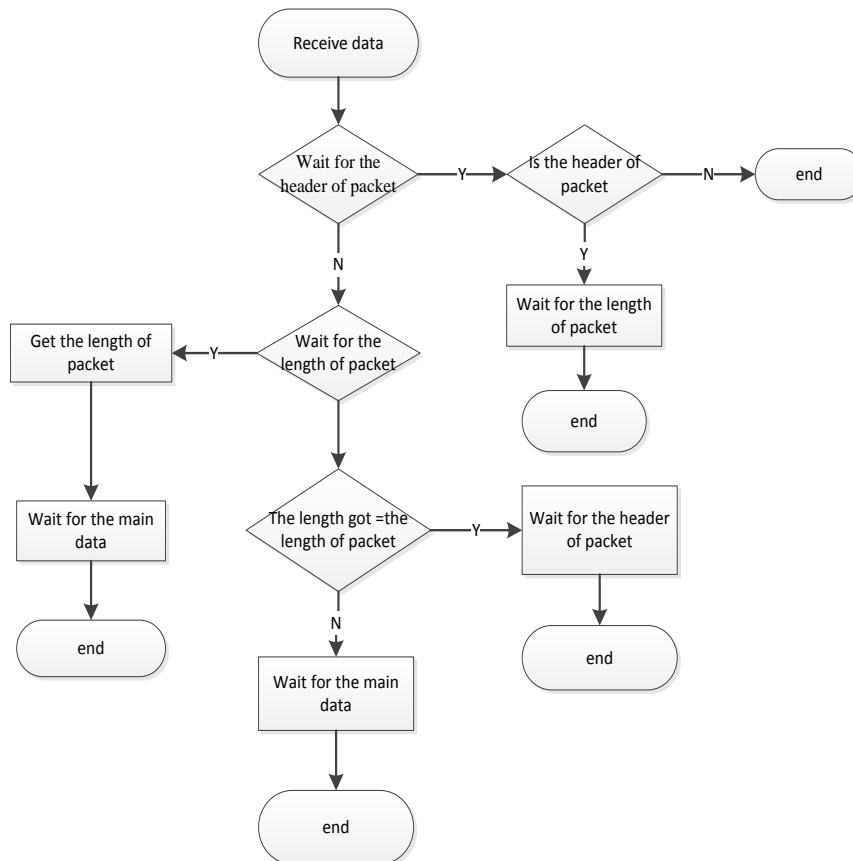 Receive data
Wait for the
header of packet
Y
Is the header of
packet
N
end
N
Y
Wait for the length
of packet
end
Wait for the
length of packet
Y
Get the length of
packet
Wait for the main
data
end
The length got =the
length of packet
Y
Wait for the header
of packet
end
N
Wait for the main
data
end